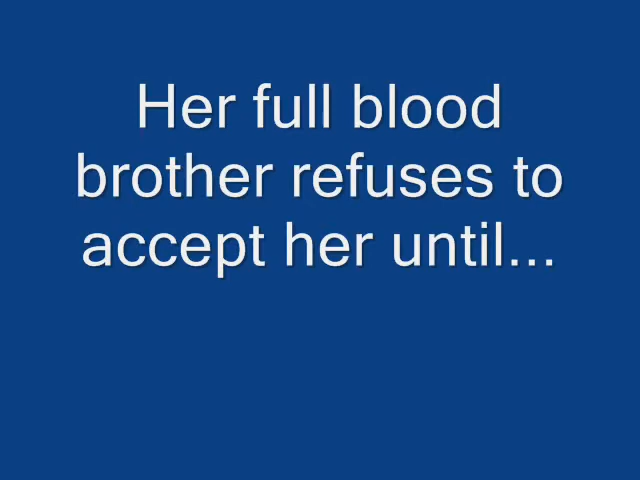 Her full blood
brother refuses to
accept her until...